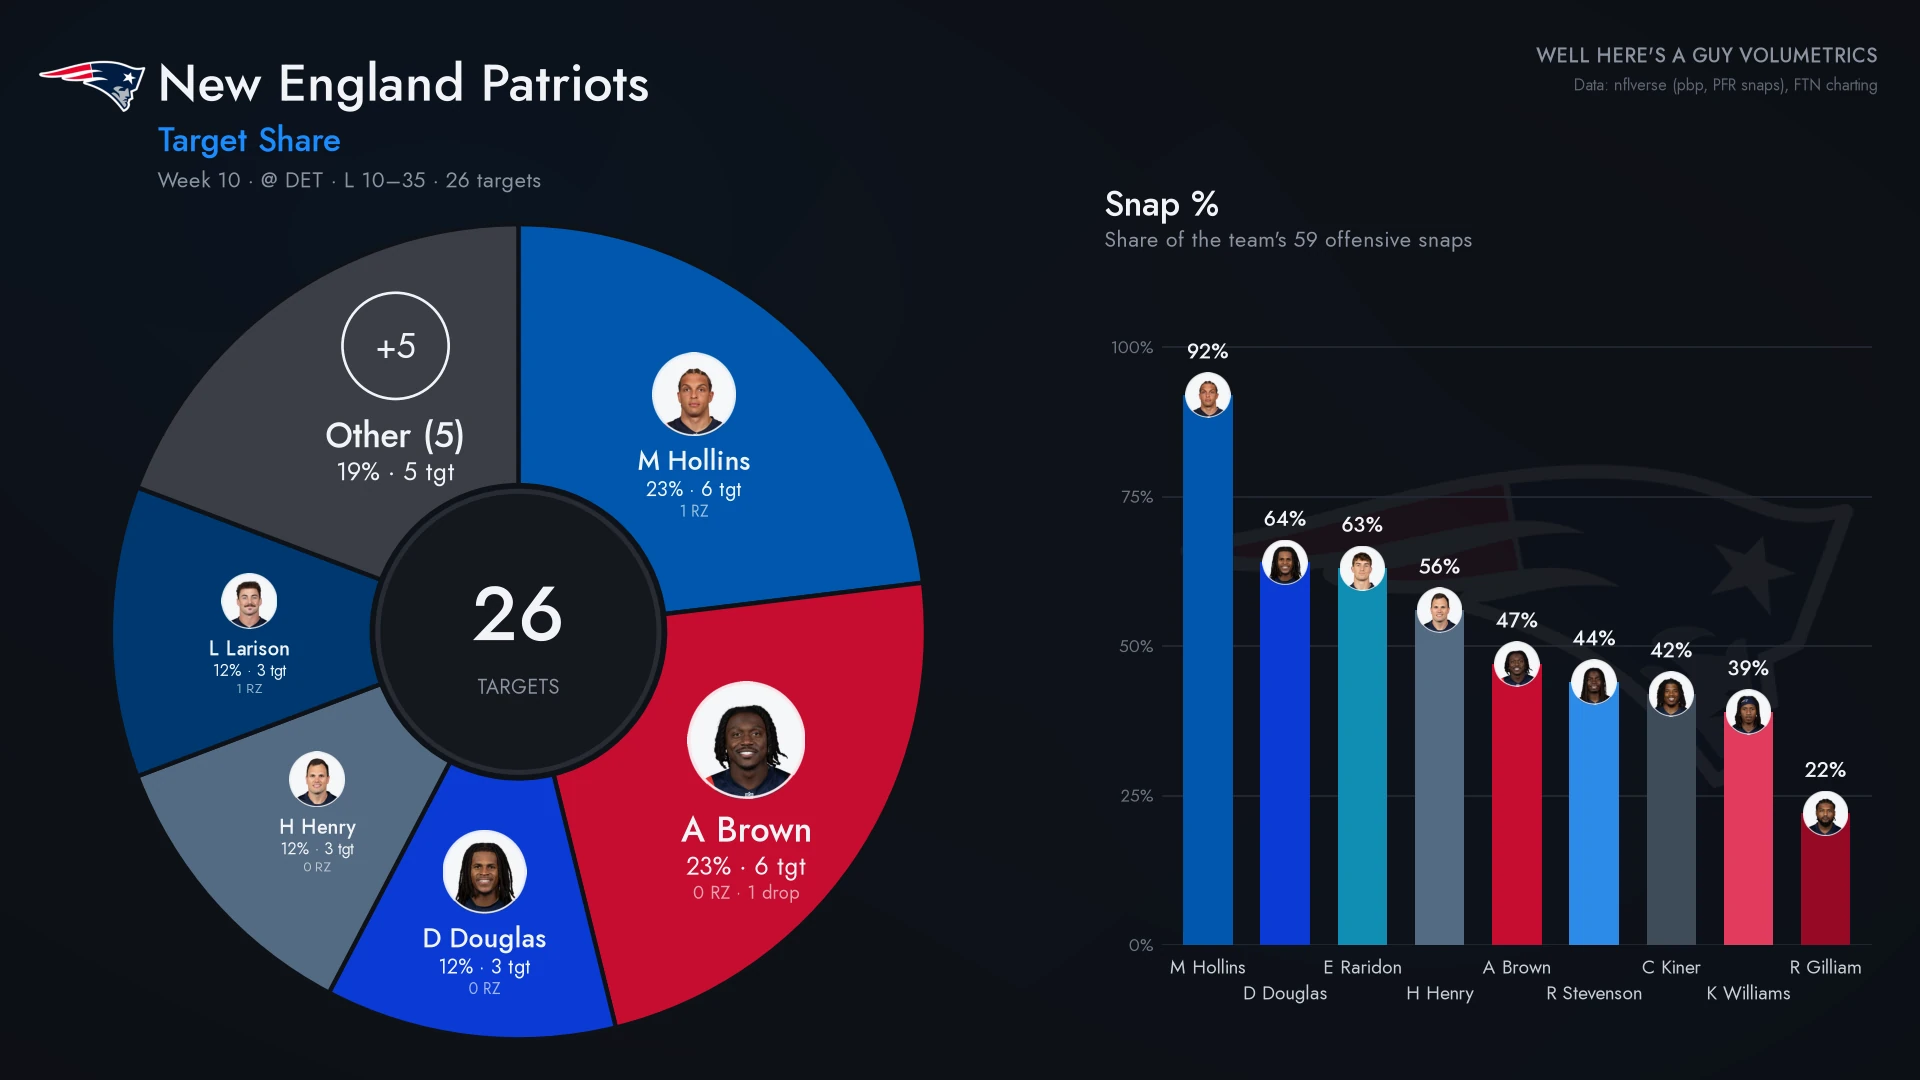 New England Patriots
Target Share
Week 10 · @ DET · L 10–35 · 26 targets
WELL HERE'S A GUY VOLUMETRICS
Data: nflverse (pbp, PFR snaps), FTN charting
+5
Other (5)
19% · 5 tgt
M Hollins
23% · 6 tgt
1 RZ
L Larison
12% · 3 tgt
1 RZ
26
TARGETS
H Henry
12% · 3 tgt
0 RZ
D Douglas
12% · 3 tgt
0 RZ
A Brown
23% · 6 tgt
0 RZ · 1 drop
Snap %
Share of the team's 59 offensive snaps
100%
75%
50%
25%
0%
92%
64%
63%
56%
47%
44%
42%
39%
22%
M Hollins
D Douglas
E Raridon
H Henry
A Brown
R Stevenson
C Kiner
K Williams
R Gilliam